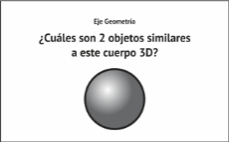 Eje Geometría
¿Cuáles son 2 objetos similares
a este cuerpo 3D?